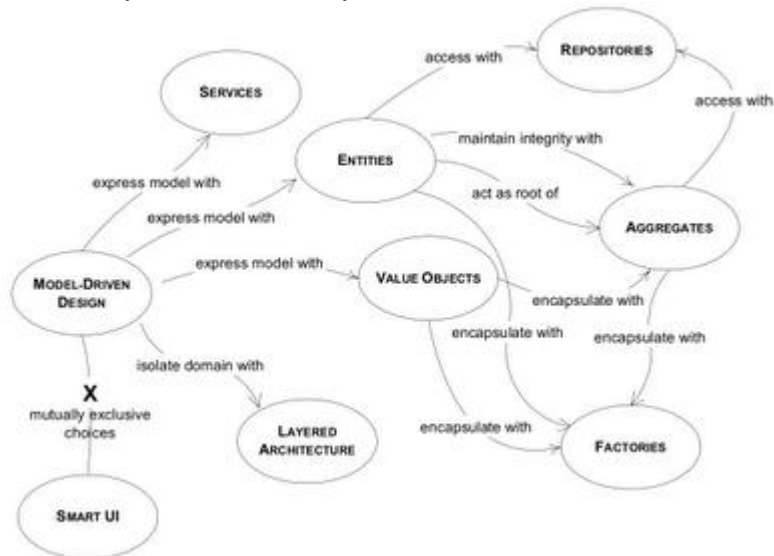 REPOSITORIES
access with
SERVICES
access with
maintain integrity with
ENTITIES
express model with
act as root of
express model with
AGGREGATES
express model with
VALUE OBJECTS
MODEL-DRIVEN
DESIGN
encapsulate with
encapsulate with
encapsulate with
isolate domain with
X
mutually exclusive
choices
encapsulate with
LAYERED
ARCHITECTURE
FACTORIES
SMART UI